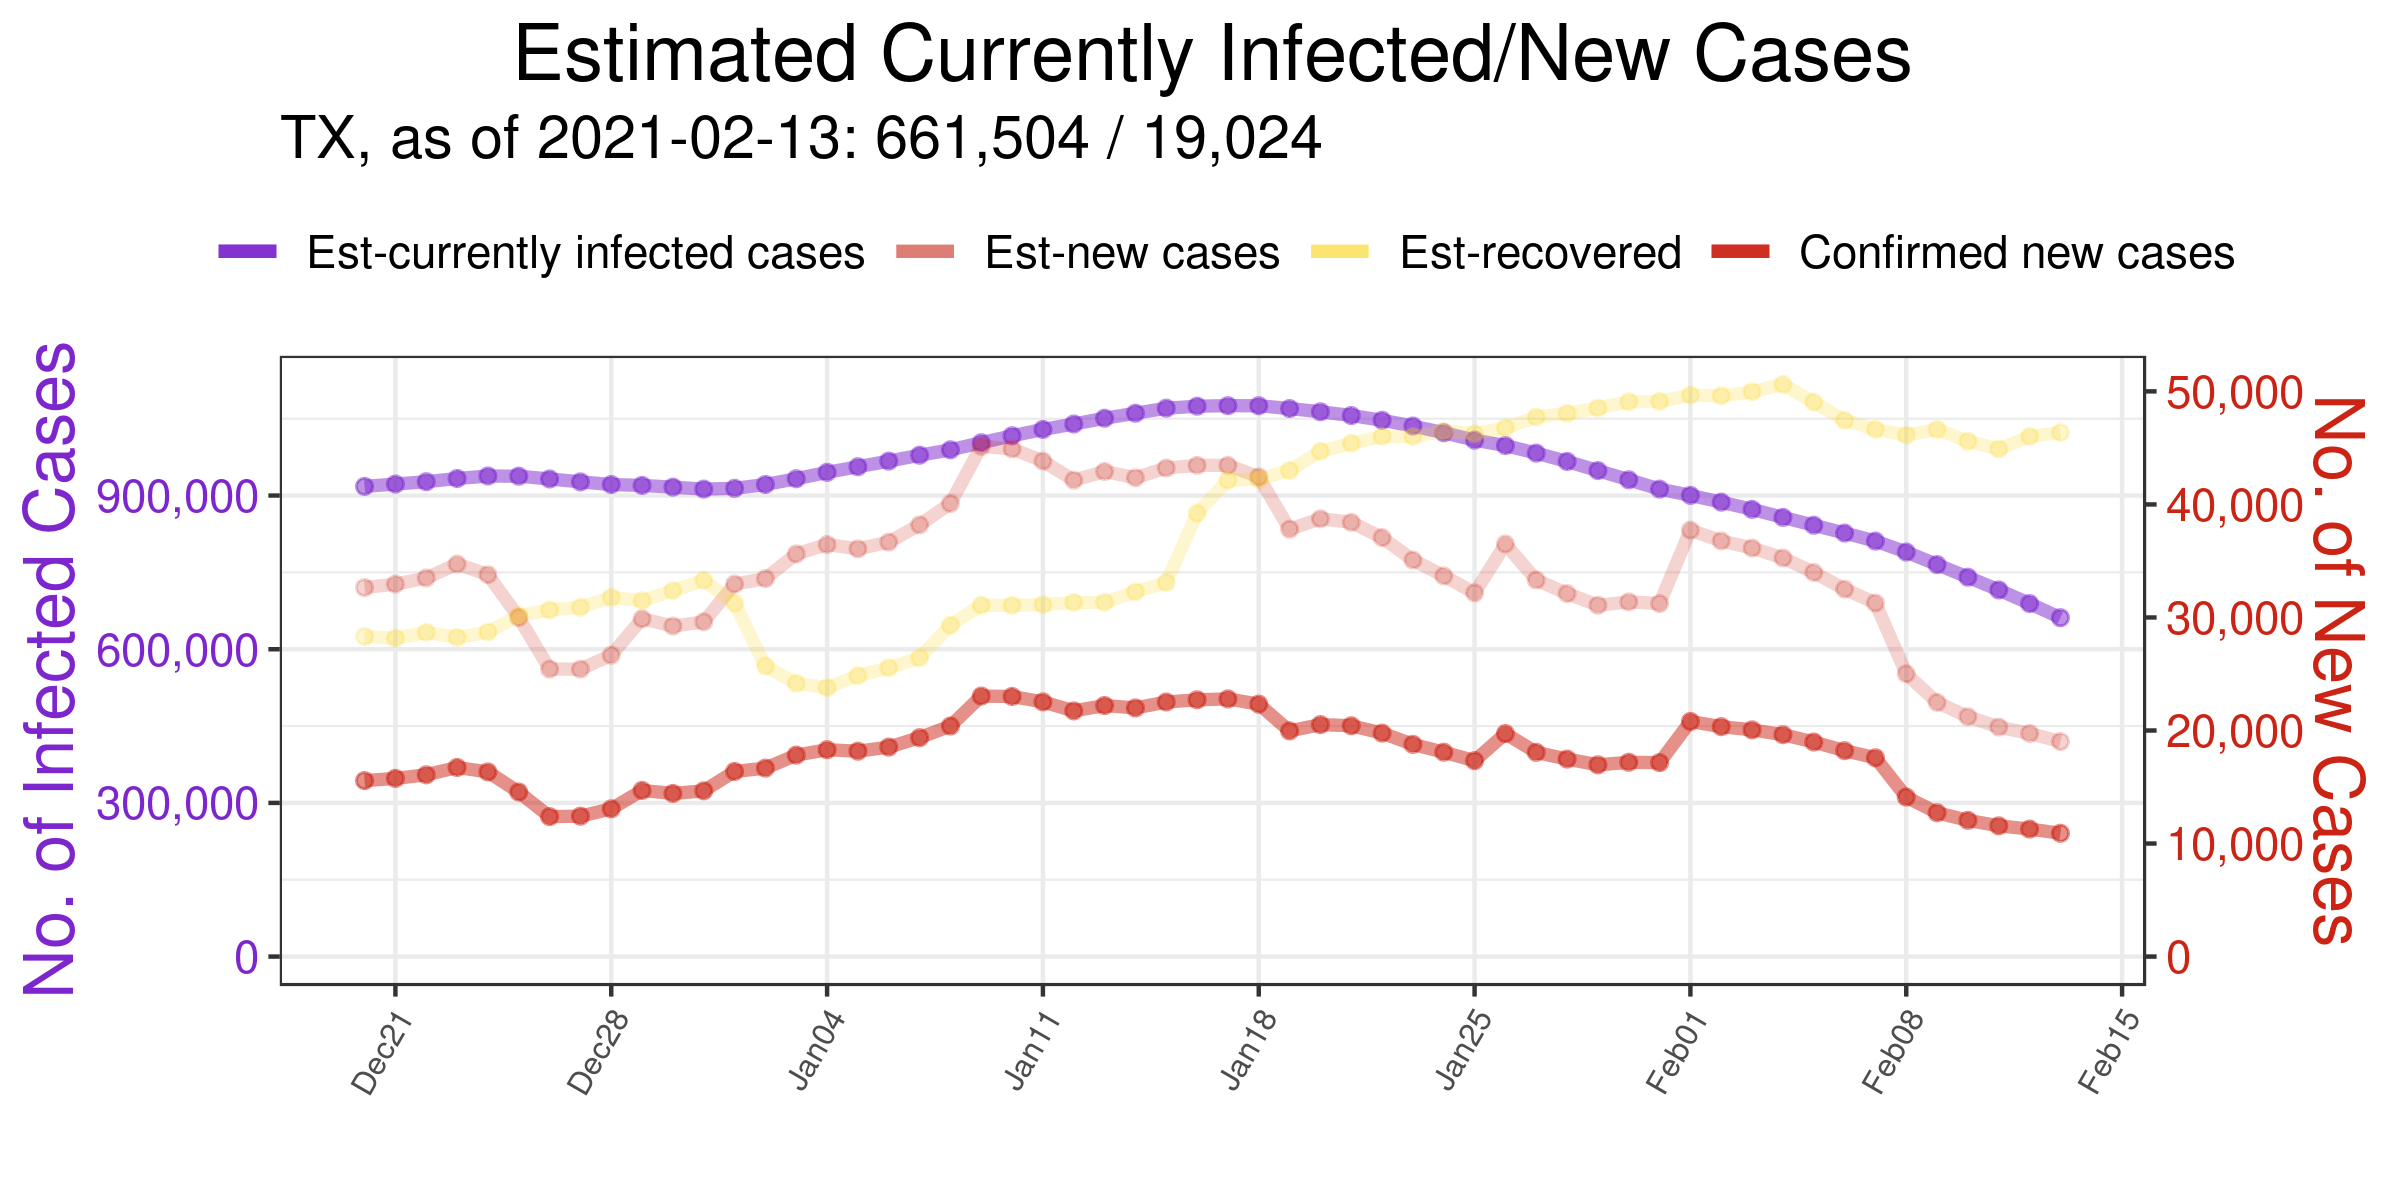 Estimated Currently Infected/New Cases
TX, as of 2021-02-13: 661,504 / 19,024
Est-currently infected cases Est-new cases Est-recovered Confirmed new cases
No. of Infected Cases
900,000
600,000
300,000
0
50,000
40,000
30,000
20,000
10,000
0
No. of New Cases
Dec21 Dec28 Jan04 Jan11 Jan18 Jan25 Feb01 Feb08 Feb15